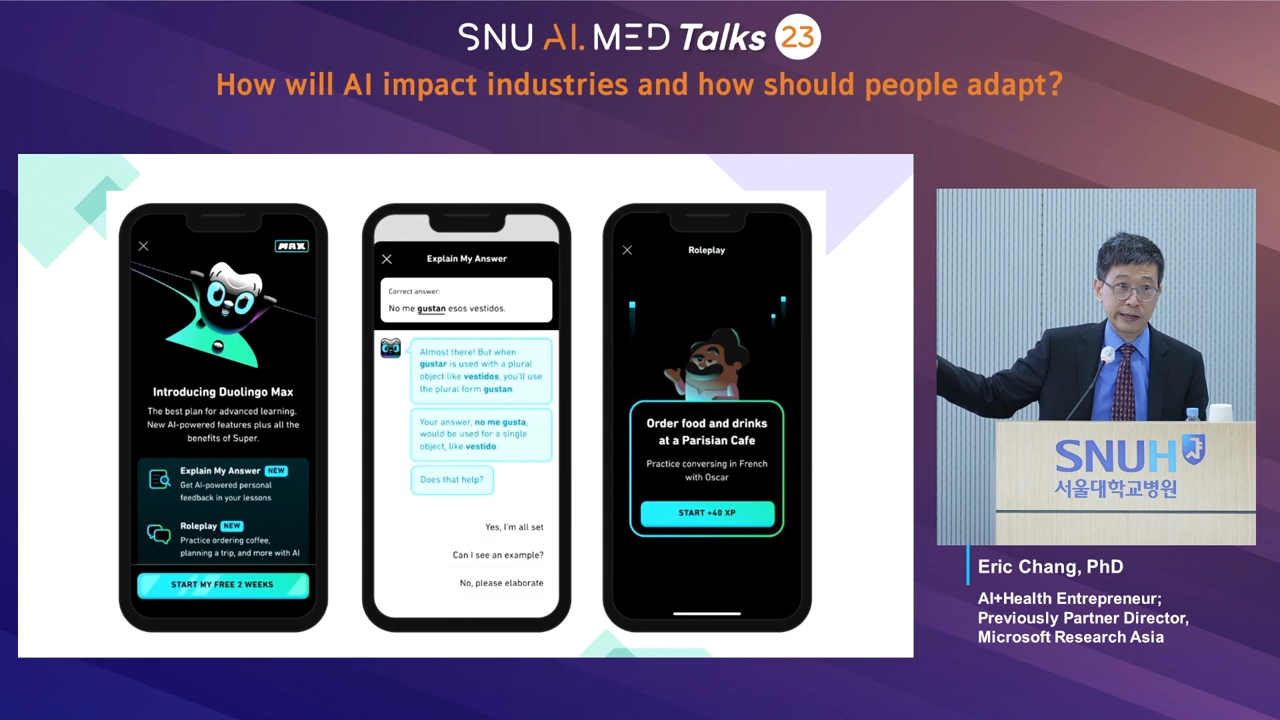 SNU AI.MED Talks 23
How will AI impact industries and how should people adapt?
MAX
Introducing Duolingo Max
The best plan for advanced learning.
New AI-powered features plus all the
benefits of Super.
Explain My Answer NEW
Get AI-powered personal
feedback in your lessons
Roleplay NEW
Practice ordering coffee,
planning a trip, and more with AI
START MY FREE 2 WEEKS
Explain My Answer
Correct answer:
No me gustan esos vestidos.
Almost there! But when
gustar is used with a plural
object like vestidos, you'll use
the plural form gustan.
Your answer, no me gusta,
would be used for a single
object, like vestido.
Does that help?
Yes, I'm all set
Can I see an example?
No, please elaborate
Roleplay
Order food and drinks
at a Parisian Cafe
Practice conversing in French
with Oscar
START +40 XP
SNUH
서울대학교병원
Eric Chang, PhD
AI+Health Entrepreneur;
Previously Partner Director,
Microsoft Research Asia